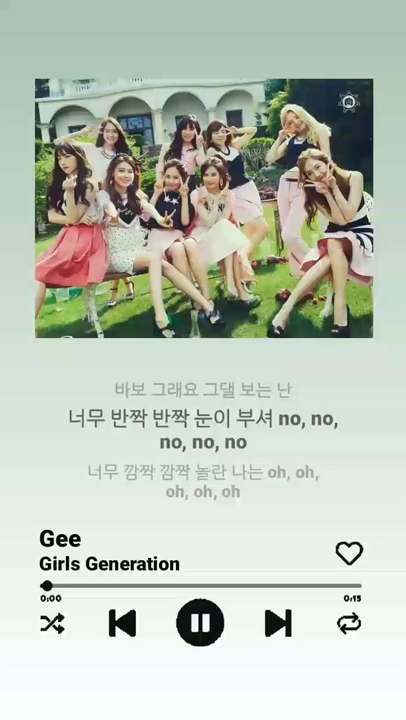 바보 그래요 그댈 보는 난
너무 반짝 반짝 눈이 부셔 no, no,
no, no, no
너무 깜짝 깜짝 놀란 나는 oh, oh,
oh, oh, oh
Gee
Girls Generation
0:00 0:15